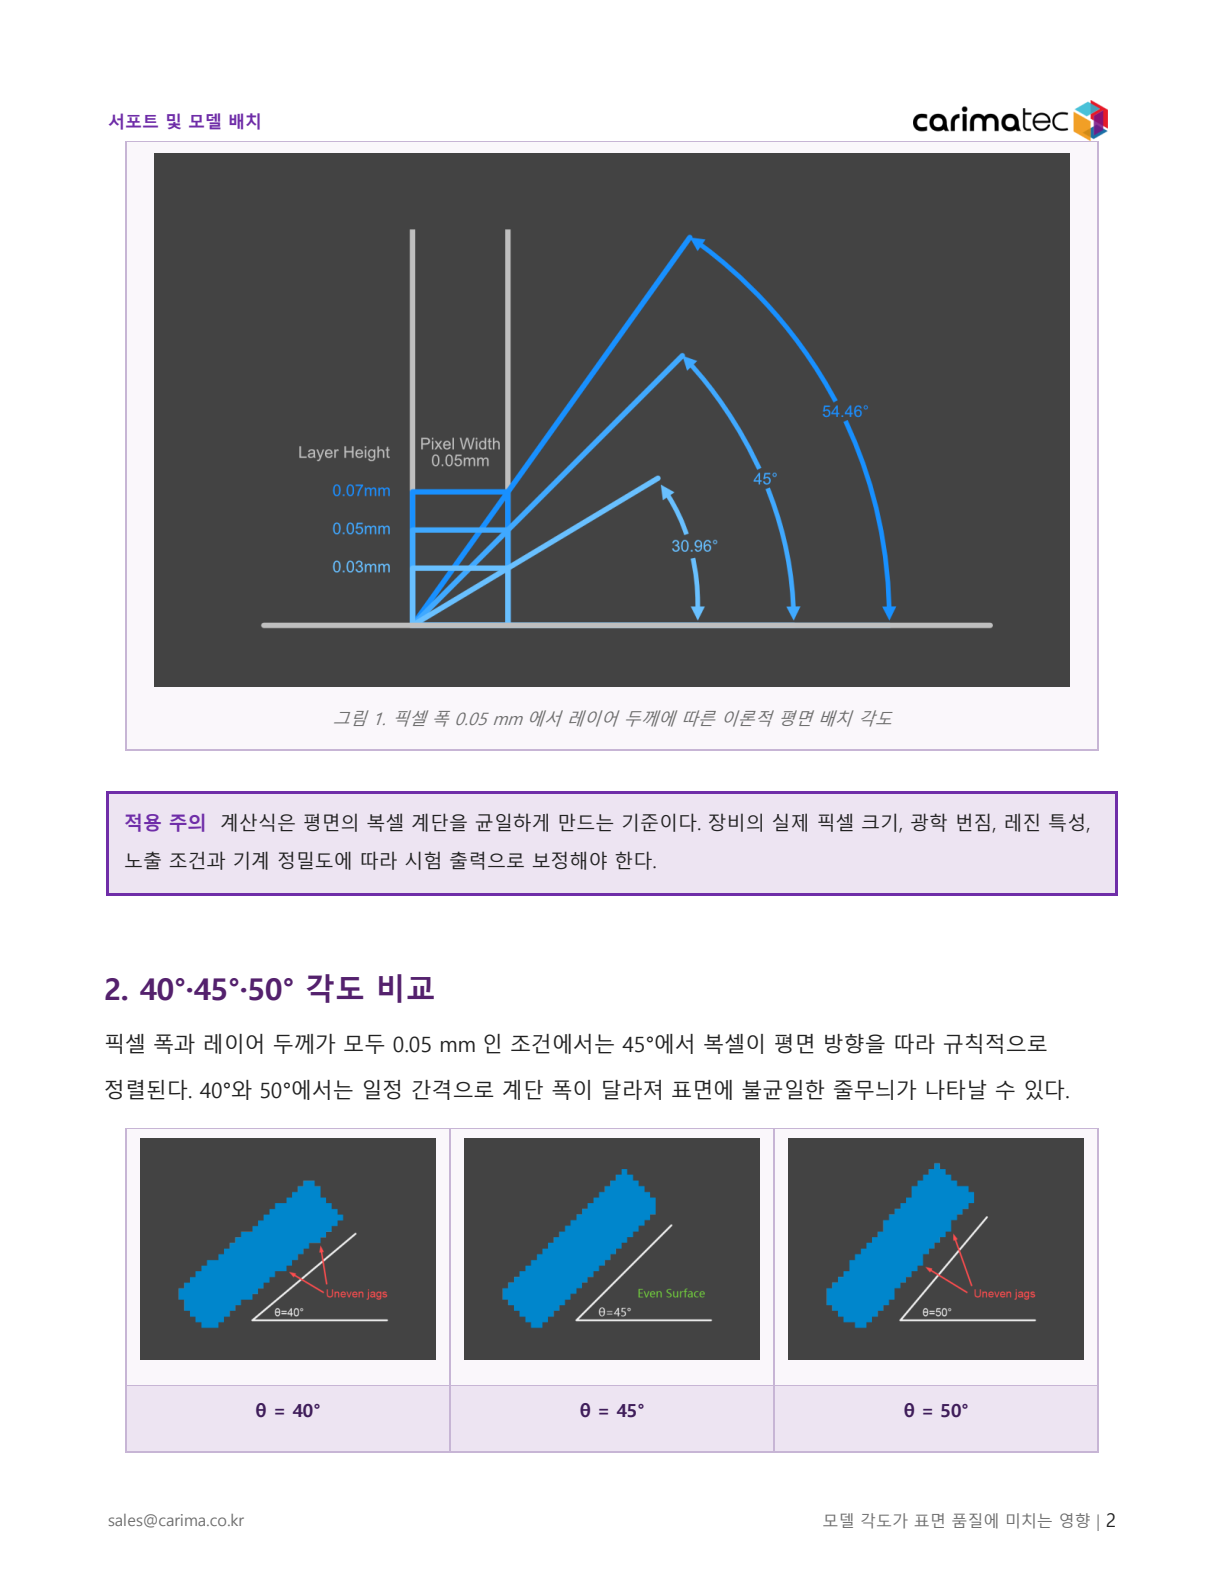 서포트 및 모델 배치
carimatec
54.46°
Layer Height
Pixel Width
0.05mm
45°
0.07mm
0.05mm
30.96°
0.03mm
그림 1. 픽셀 폭 0.05 mm 에서 레이어 두께에 따른 이론적 평면 배치 각도
적용 주의 계산식은 평면의 복셀 계단을 균일하게 만드는 기준이다. 장비의 실제 픽셀 크기, 광학 번짐, 레진 특성,
노출 조건과 기계 정밀도에 따라 시험 출력으로 보정해야 한다.
2. 40°·45°·50° 각도 비교
픽셀 폭과 레이어 두께가 모두 0.05 mm 인 조건에서는 45°에서 복셀이 평면 방향을 따라 규칙적으로
정렬된다. 40°와 50°에서는 일정 간격으로 계단 폭이 달라져 표면에 불균일한 줄무늬가 나타날 수 있다.
Uneven jags
θ=40°
Even Surface
θ=45°
Uneven jags
θ=50°
θ = 40°
θ = 45°
θ = 50°
sales@carima.co.kr
모델 각도가 표면 품질에 미치는 영향 | 2